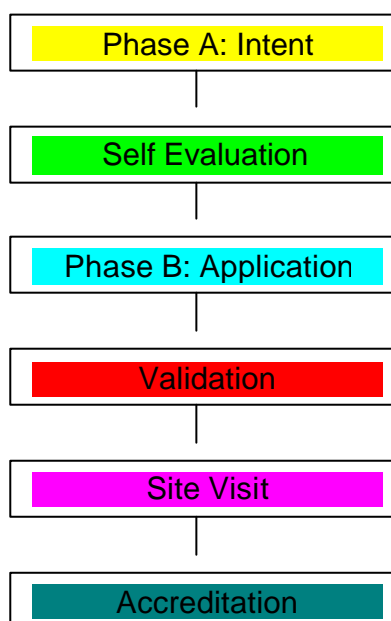 Phase A: Intent
Self Evaluation
Phase B: Application
Validation
Site Visit
Accreditation